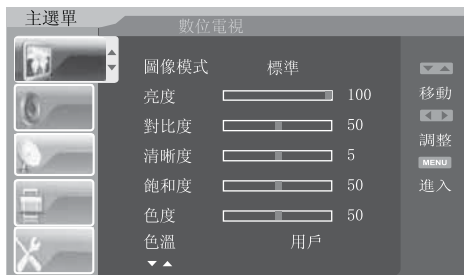 主選單
數位電視
圖像模式 標準
亮度 100
對比度 50
清晰度 5
飽和度 50
色度 50
色溫 用戶
移動
調整
MENU
進入